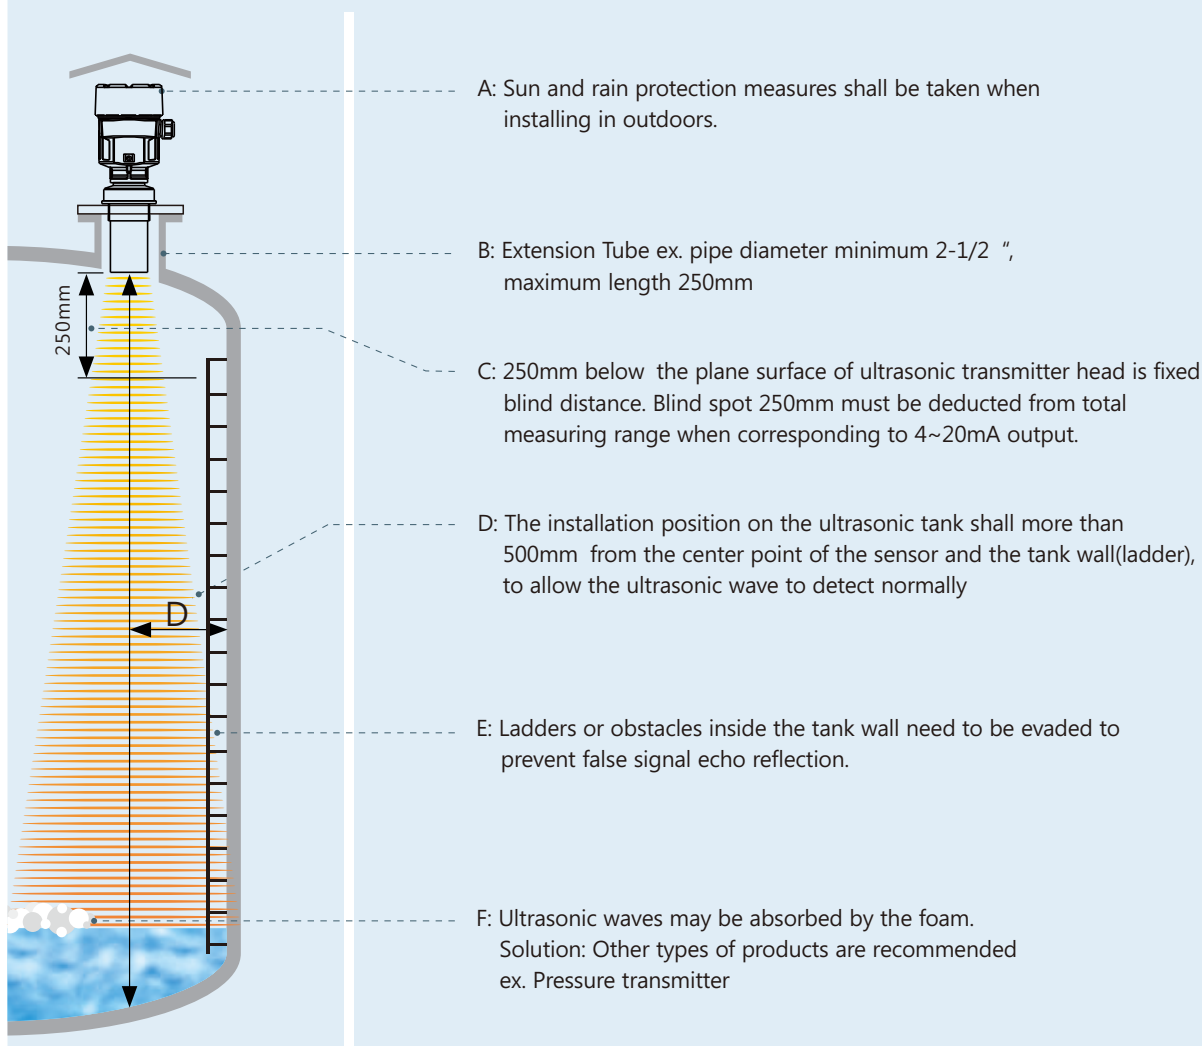 A: Sun and rain protection measures shall be taken when
installing in outdoors.
B: Extension Tube ex. pipe diameter minimum 2-1/2 “,
maximum length 250mm
250mm
C: 250mm below the plane surface of ultrasonic transmitter head is fixed
blind distance. Blind spot 250mm must be deducted from total
measuring range when corresponding to 4~20mA output.
D: The installation position on the ultrasonic tank shall more than
500mm from the center point of the sensor and the tank wall(ladder),
to allow the ultrasonic wave to detect normally
D
E: Ladders or obstacles inside the tank wall need to be evaded to
prevent false signal echo reflection.
F: Ultrasonic waves may be absorbed by the foam.
Solution: Other types of products are recommended
ex. Pressure transmitter